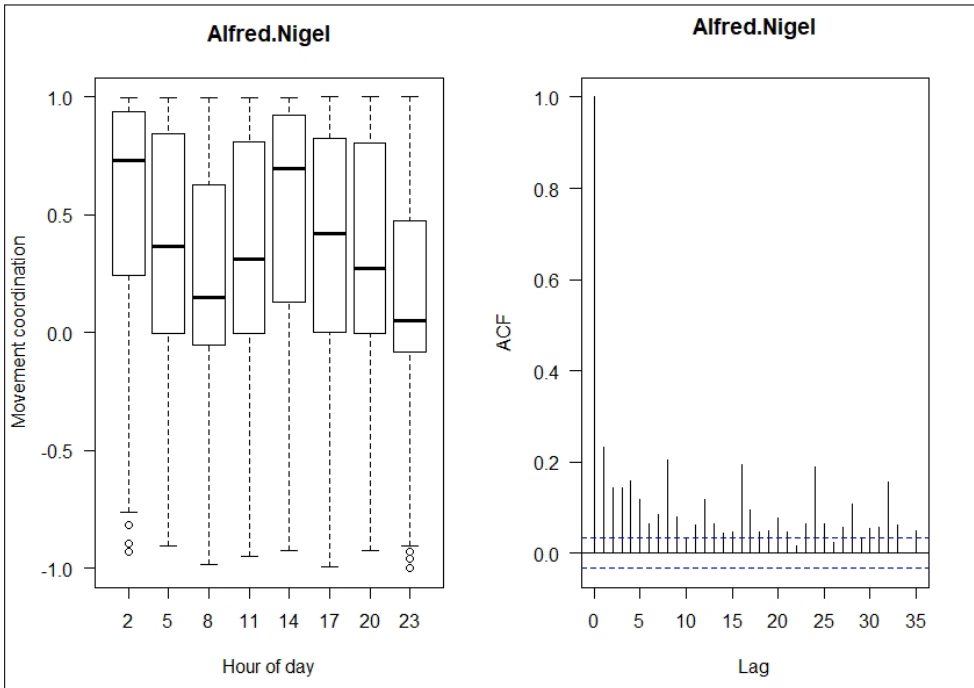 Alfred.Nigel
Movement coordination
1.0
0.5
0.0
-0.5
-1.0
2 5 8 11 14 17 20 23
Hour of day
Alfred.Nigel
ACF
1.0
0.8
0.6
0.4
0.2
0.0
0 5 10 15 20 25 30 35
Lag